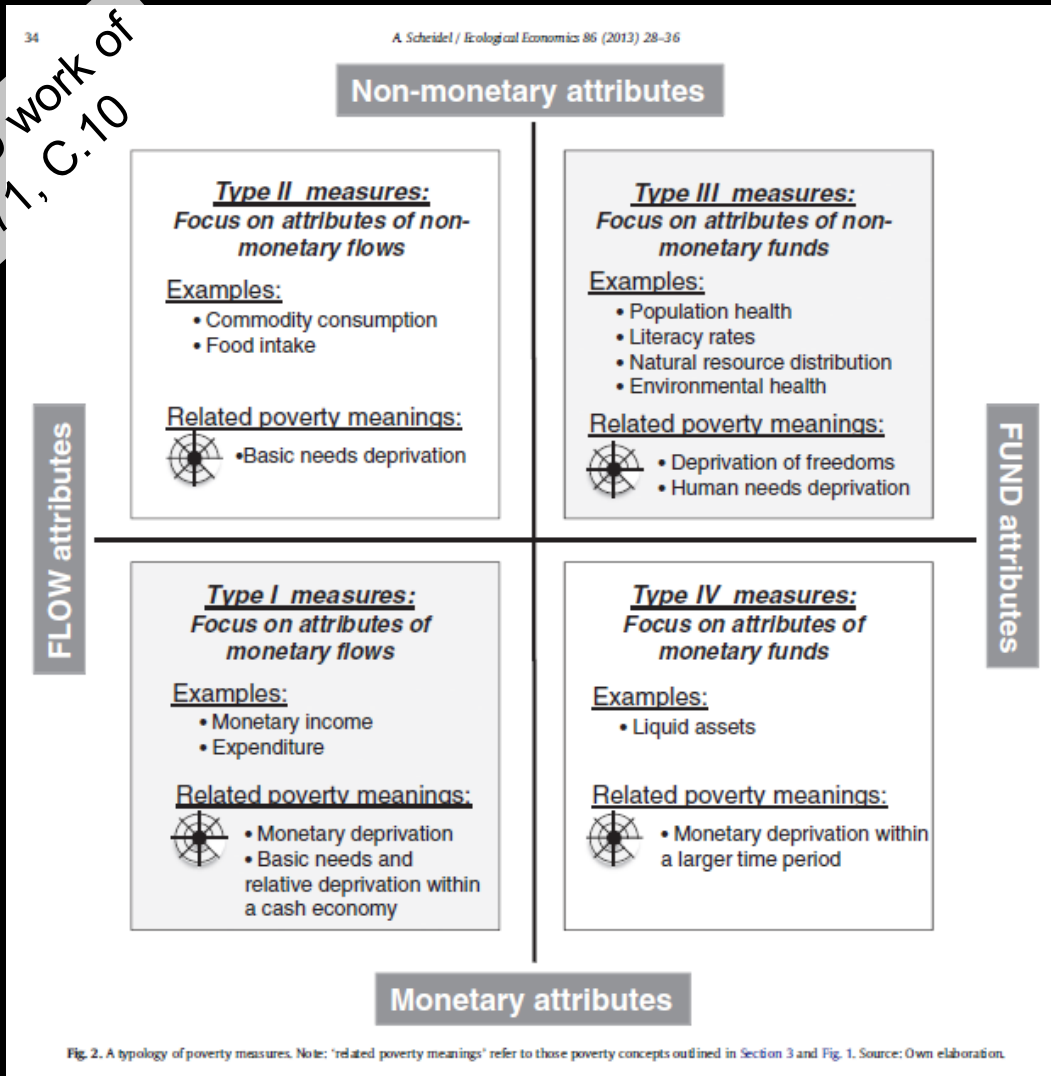 34
A. Scheidel / Ecological Economics 86 (2013) 28–36
work of
1, C.10
Non-monetary attributes
Type II measures:
Focus on attributes of non-
monetary flows
Examples:
• Commodity consumption
• Food intake
Related poverty meanings:
•Basic needs deprivation
Type III measures:
Focus on attributes of non-
monetary funds
Examples:
• Population health
• Literacy rates
• Natural resource distribution
• Environmental health
Related poverty meanings:
• Deprivation of freedoms
• Human needs deprivation
FLOW attributes
FUND attributes
Type I measures:
Focus on attributes of
monetary flows
Examples:
• Monetary income
• Expenditure
Related poverty meanings:
• Monetary deprivation
• Basic needs and
relative deprivation within
a cash economy
Type IV measures:
Focus on attributes of
monetary funds
Examples:
• Liquid assets
Related poverty meanings:
• Monetary deprivation within
a larger time period
Monetary attributes
Fig. 2. A typology of poverty measures. Note: "related poverty meanings" refer to those poverty concepts outlined in Section 3 and Fig. 1. Source: Own elaboration.